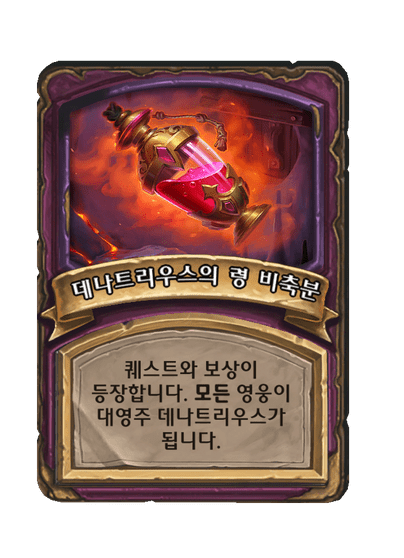 데나트리우스의 령 비축분
퀘스트와 보상이
등장합니다. 모든 영웅이
대영주 데나트리우스가
됩니다.